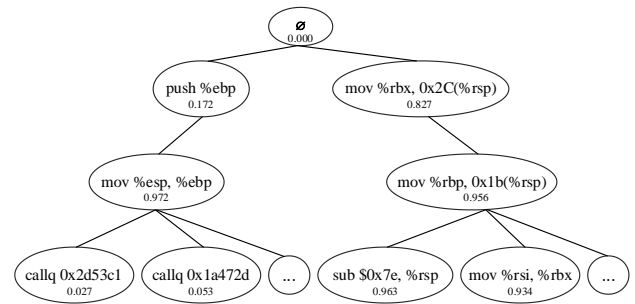 ø
0.000
push %ebp
0.172
mov %rbx, 0x2C(%rsp)
0.827
mov %esp, %ebp
0.972
mov %rbp, 0x1b(%rsp)
0.956
callq 0x2d53c1
0.027
callq 0x1a472d
0.053
...
sub $0x7e, %rsp
0.963
mov %rsi, %rbx
0.934
...